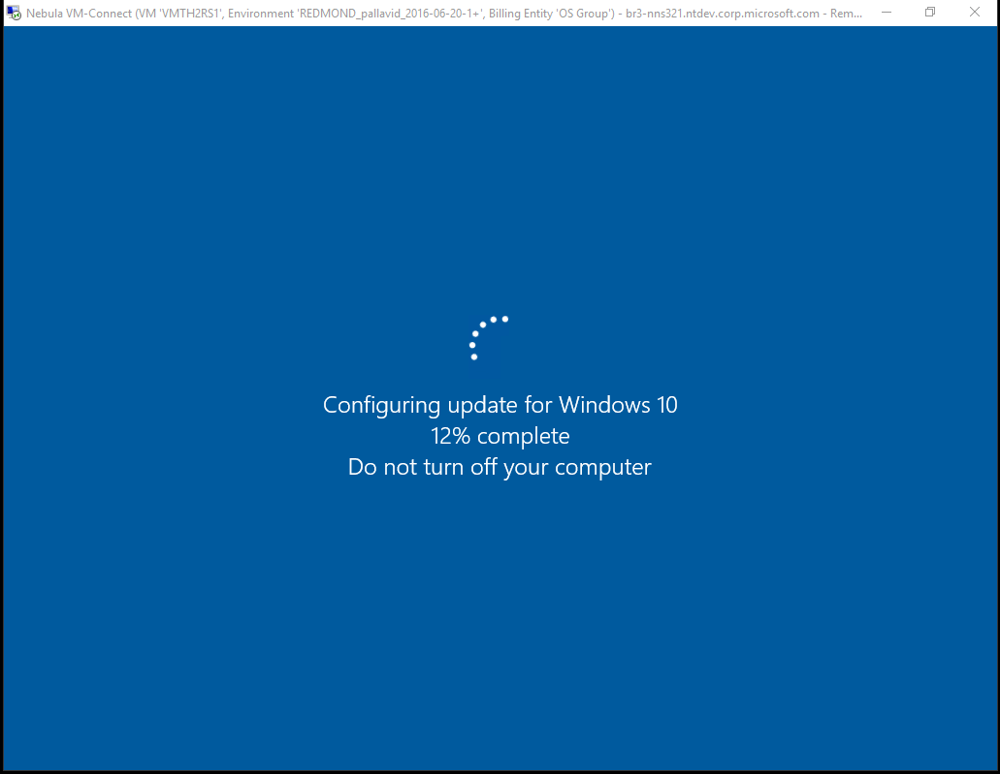 Nebula VM-Connect (VM 'VMTH2RS1', Environment 'REDMOND_pallavid_2016-06-20-1+', Billing Entity 'OS Group') - br3-nns321.ntdev.corp.microsoft.com - Rem...
Configuring update for Windows 10
12% complete
Do not turn off your computer